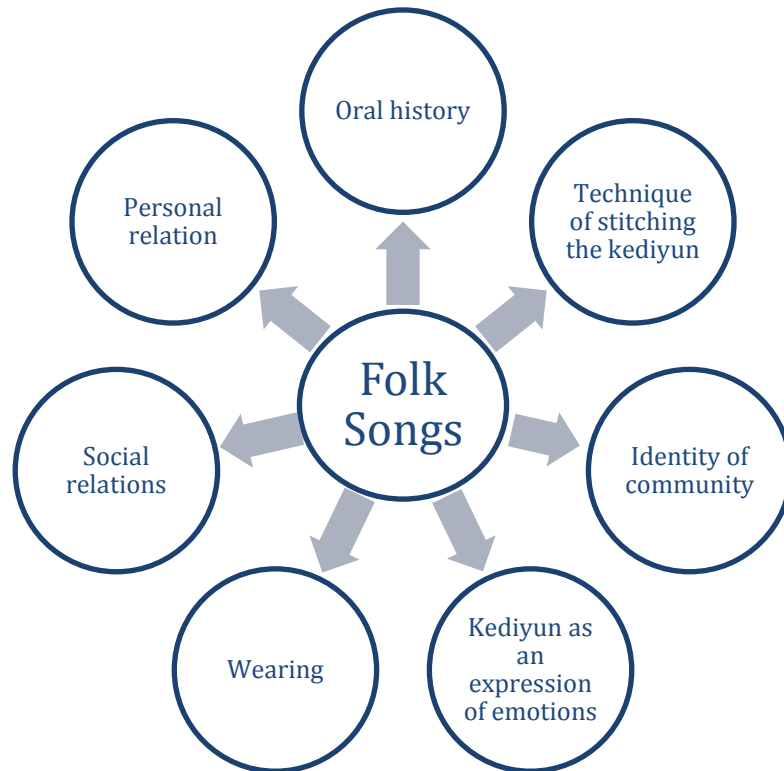 Oral history
Personal
relation
Technique
of stitching
the kediyun
Folk
Songs
Social
relations
Identity of
community
Wearing
Kediyun as
an
expression
of emotions